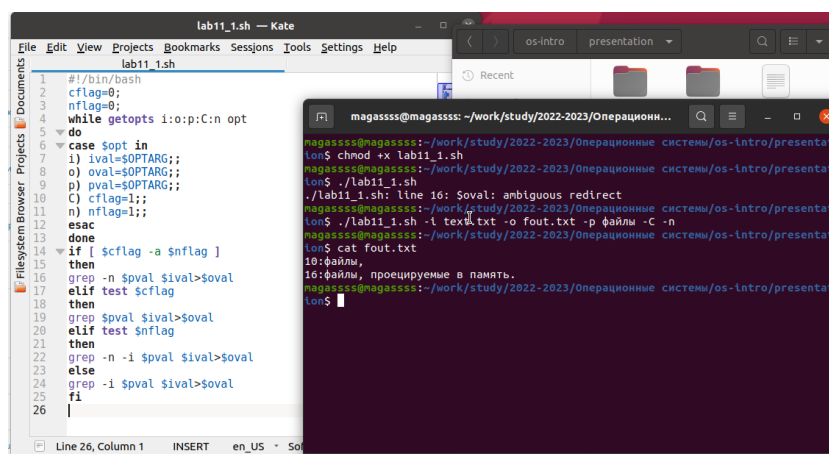 lab11_1.sh — Kate
File Edit View Projects Bookmarks Sessions Tools Settings Help
lab11_1.sh
Documents
Projects
Filesystem Browser
1 #!/bin/bash
2 cflag=0;
3 nflag=0;
4 while getopts i:o:p:C:n opt
5 do
6 case $opt in
7 i) ival=$OPTARG;;
8 o) oval=$OPTARG;;
9 p) pval=$OPTARG;;
10 C) cflag=1;;
11 n) nflag=1;;
12 esac
13 done
14 if [ $cflag -a $nflag ]
15 then
16 grep -n $pval $ival>$oval
17 elif test $cflag
18 then
19 grep $pval $ival>$oval
20 elif test $nflag
21 then
22 grep -n -i $pval $ival>$oval
23 else
24 grep -i $pval $ival>$oval
25 fi
26
Line 26, Column 1 INSERT en_US Sof
os-intro presentation
Recent
magassss@magassss: ~/work/study/2022-2023/Операционн...
magassss@magassss:~/work/study/2022-2023/Операционные системы/os-intro/presentat
ion$ chmod +x lab11_1.sh
magassss@magassss:~/work/study/2022-2023/Операционные системы/os-intro/presentat
ion$ ./lab11_1.sh
./lab11_1.sh: line 16: $oval: ambiguous redirect
magassss@magassss:~/work/study/2022-2023/Операционные системы/os-intro/presentat
ion$ ./lab11_1.sh -i text.txt -o fout.txt -p файлы -C -n
magassss@magassss:~/work/study/2022-2023/Операционные системы/os-intro/presentat
ion$ cat fout.txt
10:файлы,
16:файлы, проецируемые в память.
magassss@magassss:~/work/study/2022-2023/Операционные системы/os-intro/presentat
ion$